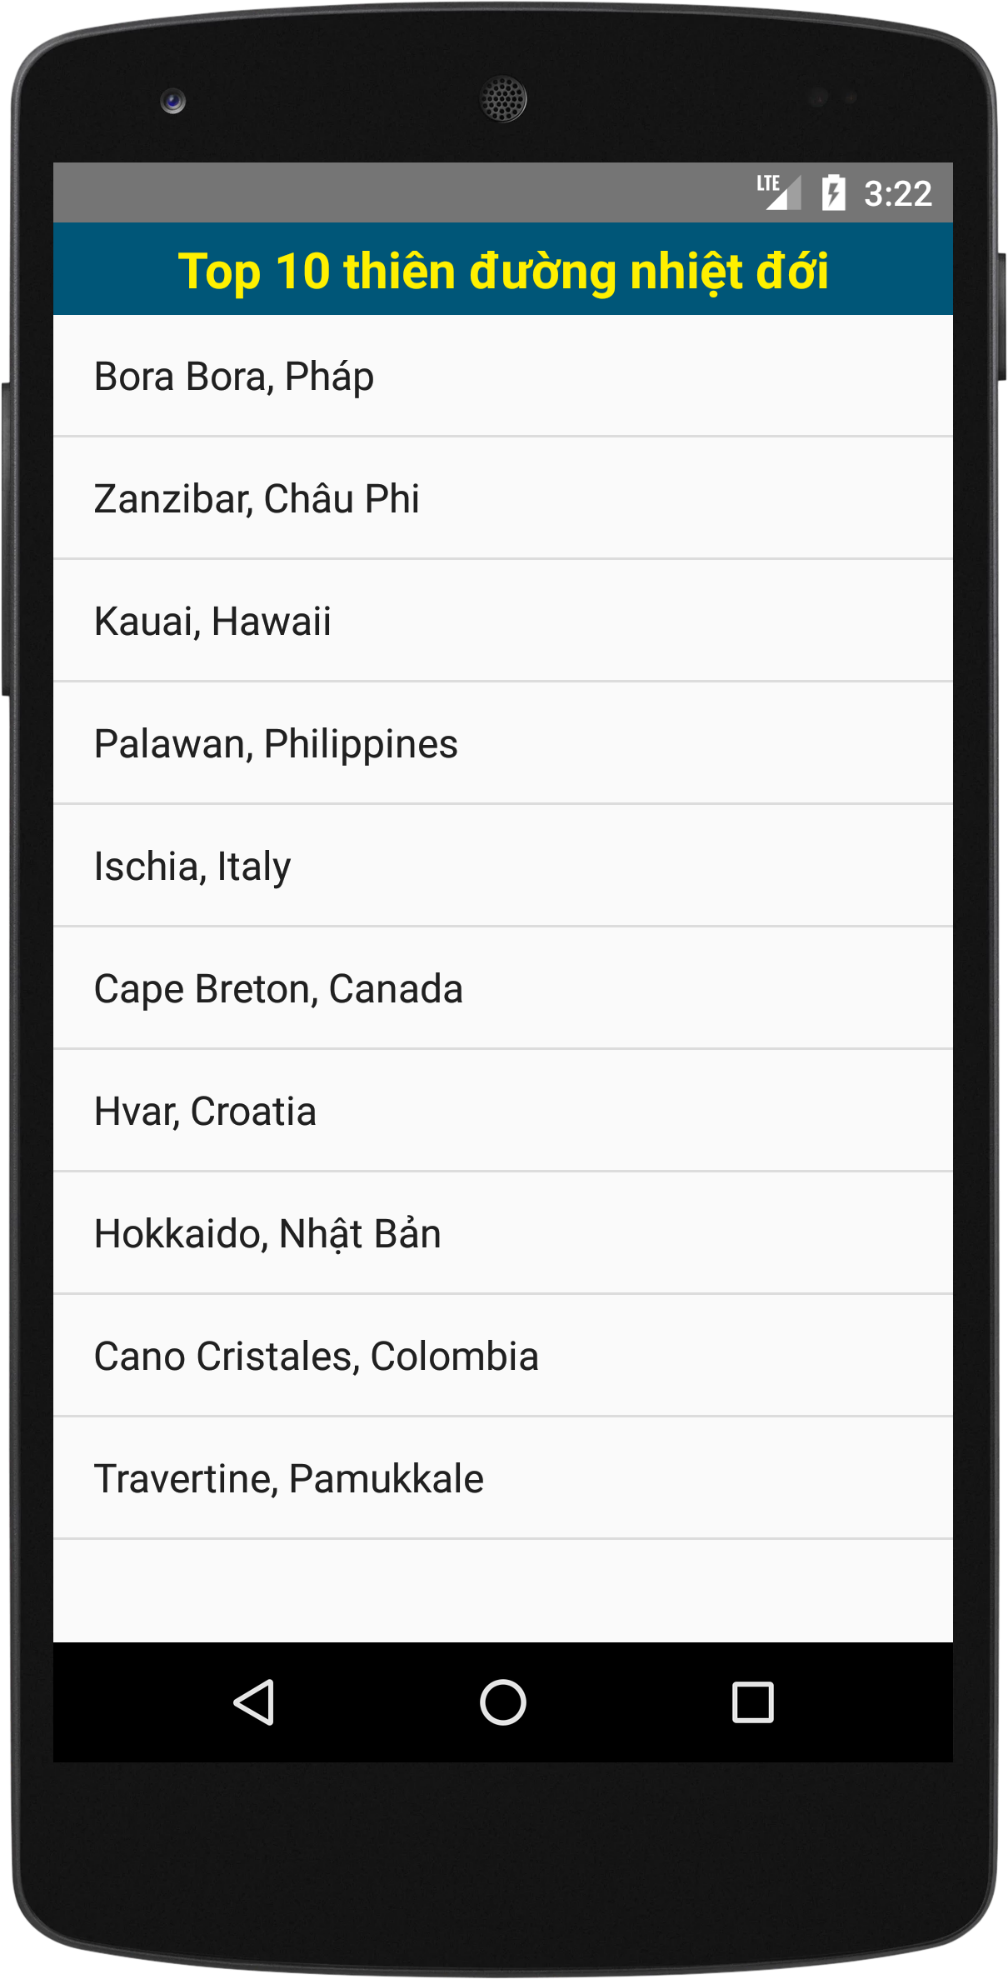 LTE 3:22
Top 10 thiên đường nhiệt đới
Bora Bora, Pháp
Zanzibar, Châu Phi
Kauai, Hawaii
Palawan, Philippines
Ischia, Italy
Cape Breton, Canada
Hvar, Croatia
Hokkaido, Nhật Bản
Cano Cristales, Colombia
Travertine, Pamukkale